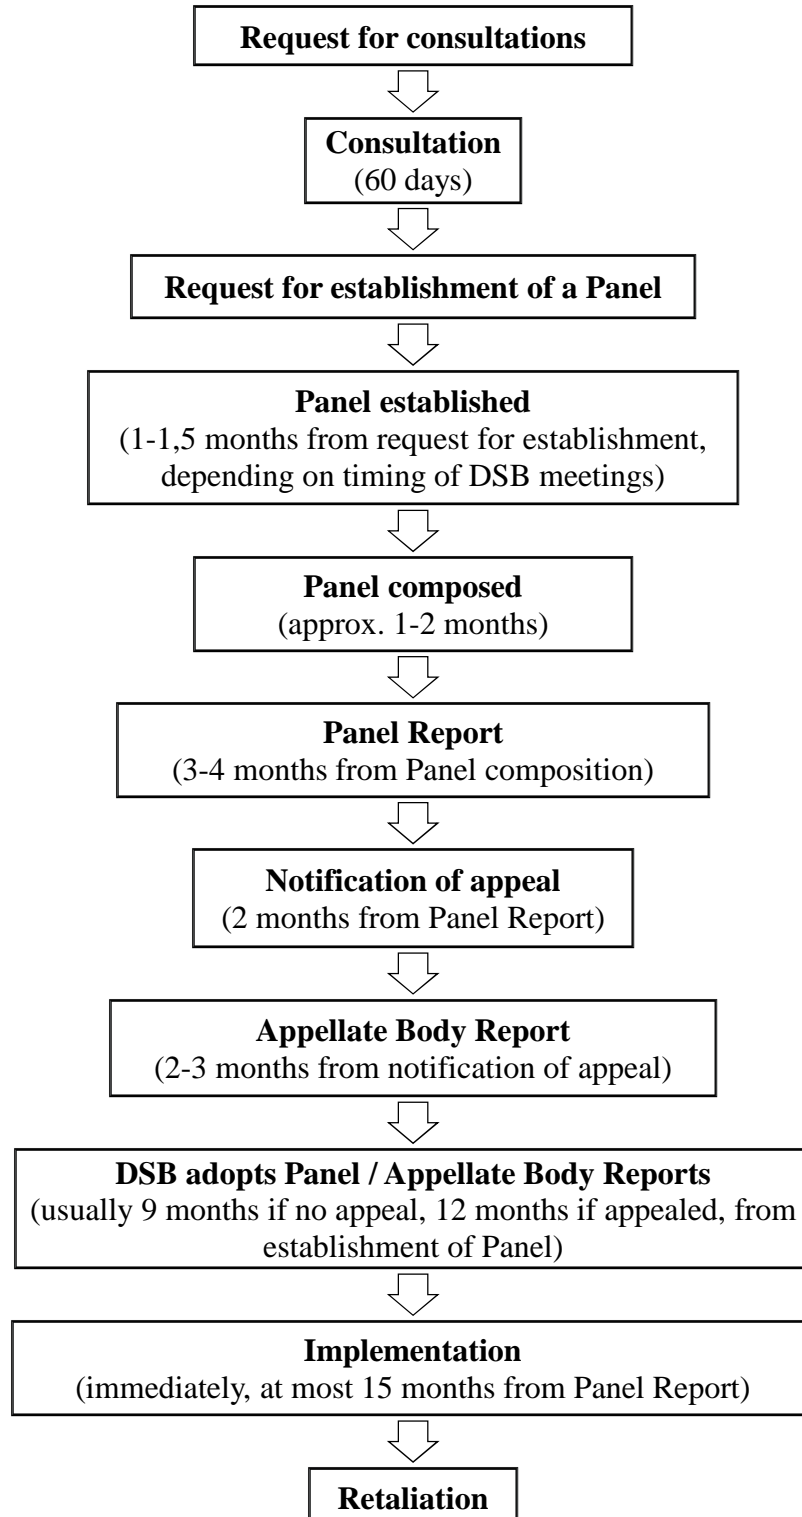 Request for consultations
Consultation
(60 days)
Request for establishment of a Panel
Panel established
(1-1,5 months from request for establishment,
depending on timing of DSB meetings)
Panel composed
(approx. 1-2 months)
Panel Report
(3-4 months from Panel composition)
Notification of appeal
(2 months from Panel Report)
Appellate Body Report
(2-3 months from notification of appeal)
DSB adopts Panel / Appellate Body Reports
(usually 9 months if no appeal, 12 months if appealed, from
establishment of Panel)
Implementation
(immediately, at most 15 months from Panel Report)
Retaliation